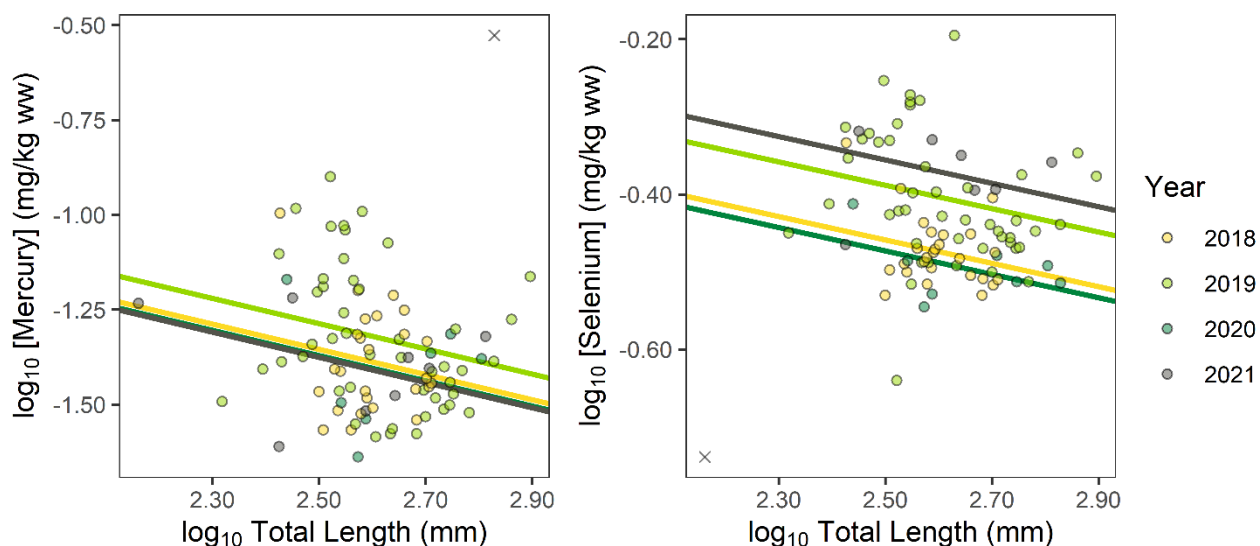 log10 [Mercury] (mg/kg ww)
-0.50
-0.75
-1.00
-1.25
-1.50
2.30 2.50 2.70 2.90
log10 Total Length (mm)
log10 [Selenium] (mg/kg ww)
-0.20
-0.40
-0.60
2.30 2.50 2.70 2.90
log10 Total Length (mm)
Year
2018
2019
2020
2021